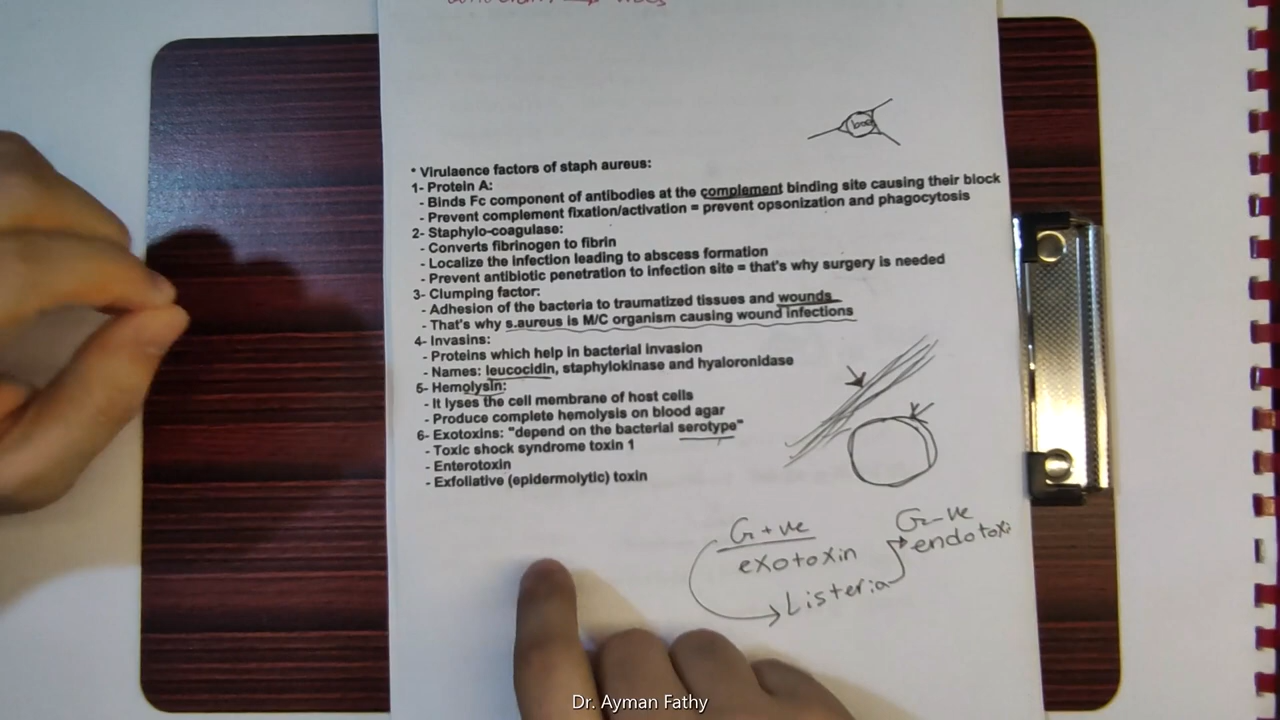 * Virulaence factors of staph aureus:
1- Protein A:
- Binds Fc component of antibodies at the complement binding site causing their block
- Prevent complement fixation/activation = prevent opsonization and phagocytosis
2- Staphylo-coagulase:
- Converts fibrinogen to fibrin
- Localize the infection leading to abscess formation
- Prevent antibiotic penetration to infection site = that's why surgery is needed
3- Clumping factor:
- Adhesion of the bacteria to traumatized tissues and wounds
- That's why s.aureus is M/C organism causing wound infections
4- Invasins:
- Proteins which help in bacterial invasion
- Names: leucocidin, staphylokinase and hyaloronidase
5- Hemolysin:
- It lyses the cell membrane of host cells
- Produce complete hemolysis on blood agar
6- Exotoxins: "depend on the bacterial serotype"
- Toxic shock syndrome toxin 1
- Enterotoxin
- Exfoliative (epidermolytic) toxin
G+ve
exotoxin
Listeria
G-ve
endotoxi
Dr. Ayman Fathy